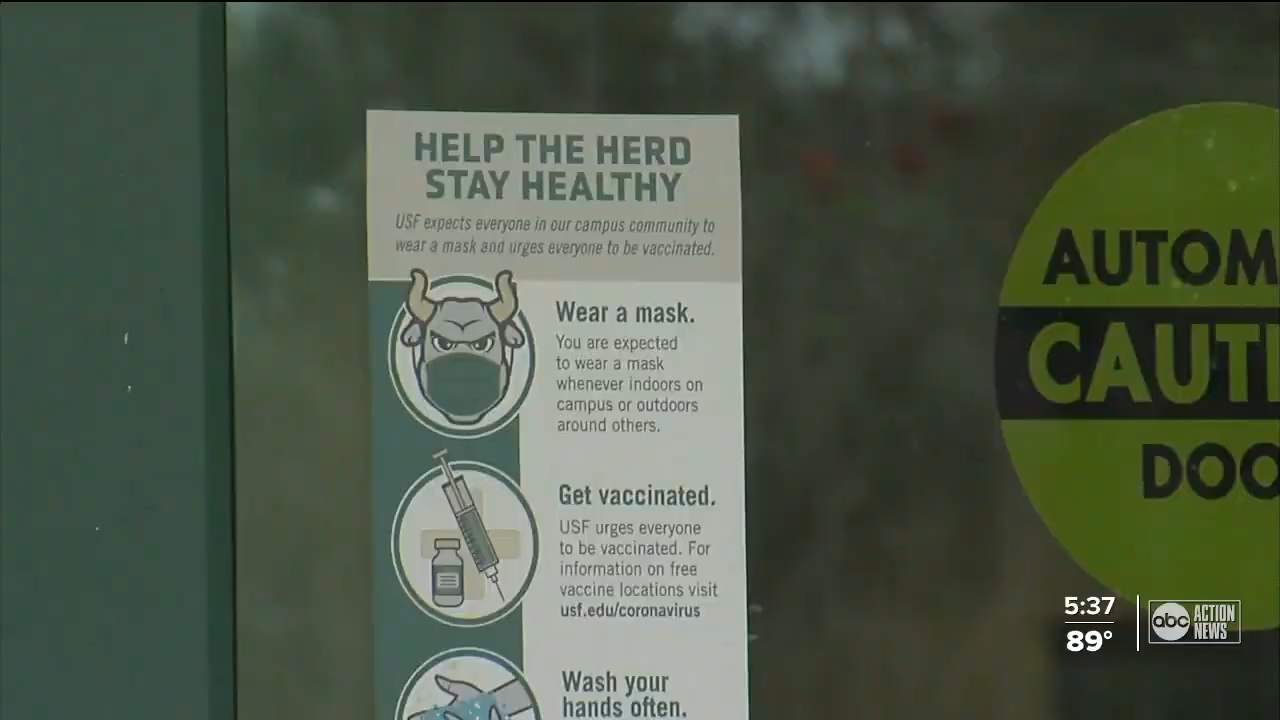 HELP THE HERD
STAY HEALTHY
USF expects everyone in our campus community to
wear a mask and urges everyone to be vaccinated.
Wear a mask.
You are expected
to wear a mask
whenever indoors on
campus or outdoors
around others.
Get vaccinated.
USF urges everyone
to be vaccinated. For
information on free
vaccine locations visit
usf.edu/coronavirus
Wash your
hands often.
AUTOM
CAUTI
DOO
5:37
89°
abc ACTION
NEWS